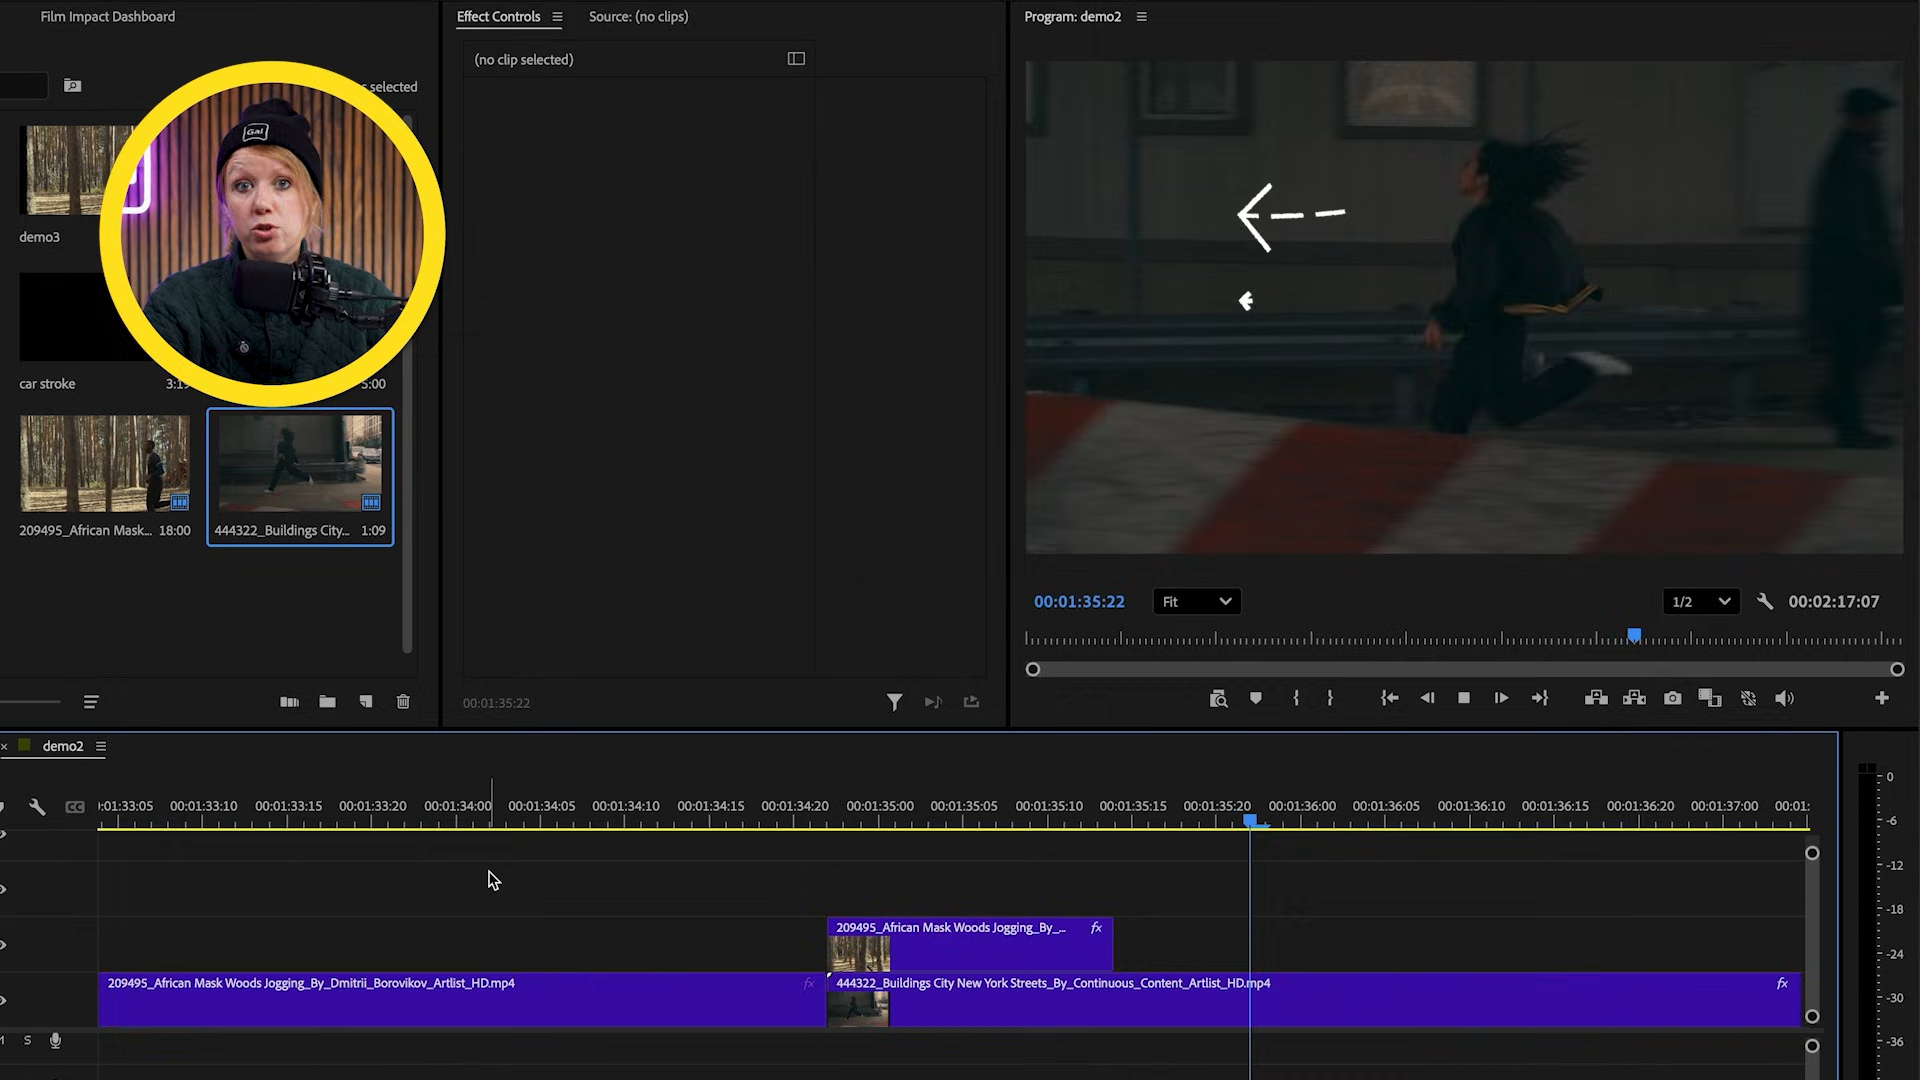 Film Impact Dashboard
Effect Controls
Source: (no clips)
Program: demo2
(no clip selected)
s selected
Gal
demo3
car stroke
5:00
209495_African Mask...
18:00
444322_Buildings City...
1:09
00:01:35:22
Fit
1/2
00:02:17:07
00:01:35:22
× demo2
CC
:01:33:05
00:01:33:10
00:01:33:15
00:01:33:20
00:01:34:00
00:01:34:05
00:01:34:10
00:01:34:15
00:01:34:20
00:01:35:00
00:01:35:05
00:01:35:10
00:01:35:15
00:01:35:20
00:01:36:00
00:01:36:05
00:01:36:10
00:01:36:15
00:01:36:20
00:01:37:00
00:01:
209495_African Mask Woods Jogging_By_...
fx
209495_African Mask Woods Jogging_By_Dmitrii_Borovikov_Artlist_HD.mp4
fx
444322_Buildings City New York Streets_By_Continuous_Content_Artlist_HD.mp4
fx
S
0
-6
-12
-18
-24
-30
-36